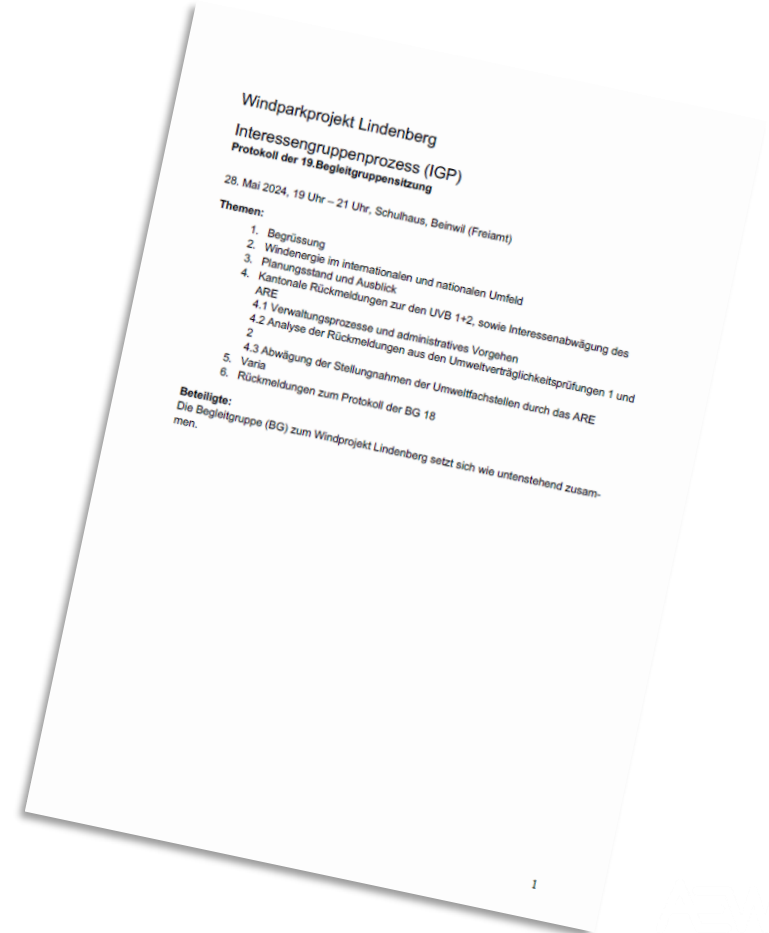 Windparkprojekt Lindenberg
Interessengruppenprozess (IGP)
Protokoll der 19.Begleitgruppensitzung
28. Mai 2024, 19 Uhr – 21 Uhr, Schulhaus, Beinwil (Freiamt)
Themen:
1. Begrüssung
2. Windenergie im internationalen und nationalen Umfeld
3. Planungsstand und Ausblick
4. Kantonale Rückmeldungen zur den UVB 1+2, sowie Interessenabwägung des
ARE
4.1 Verwaltungsprozesse und administratives Vorgehen
4.2 Analyse der Rückmeldungen aus den Umweltverträglichkeitsprüfungen 1 und
2
4.3 Abwägung der Stellungnahmen der Umweltfachstellen durch das ARE
5. Varia
6. Rückmeldungen zum Protokoll der BG 18
Beteiligte:
Die Begleitgruppe (BG) zum Windprojekt Lindenberg setzt sich wie untenstehend zusam-
men.
1